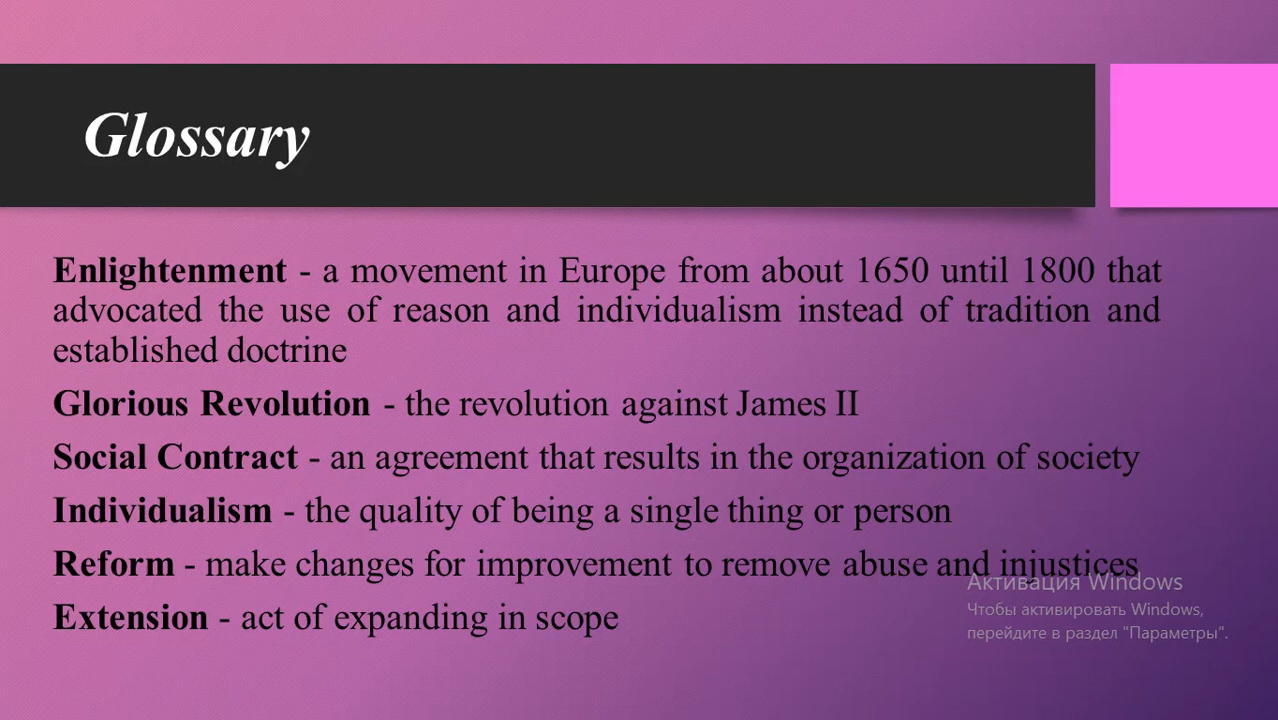 Glossary
Enlightenment - a movement in Europe from about 1650 until 1800 that
advocated the use of reason and individualism instead of tradition and
established doctrine
Glorious Revolution - the revolution against James II
Social Contract - an agreement that results in the organization of society
Individualism - the quality of being a single thing or person
Reform - make changes for improvement to remove abuse and injustices
Extension - act of expanding in scope
Активация Windows
Чтобы активировать Windows,
перейдите в раздел "Параметры".